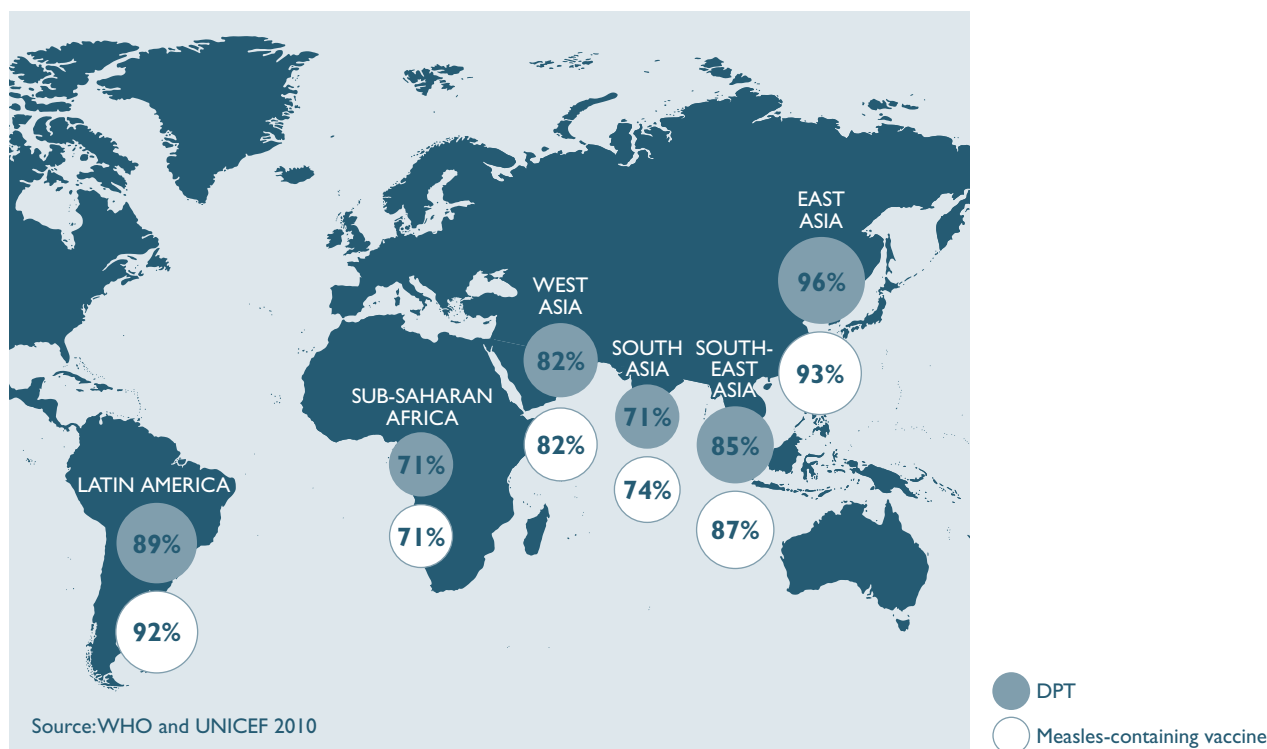 EAST
ASIA
96%
93%
WEST
ASIA
82%
82%
SOUTH
ASIA
71%
74%
SOUTH-
EAST
ASIA
85%
87%
SUB-SAHARAN
AFRICA
71%
71%
LATIN AMERICA
89%
92%
Source: WHO and UNICEF 2010
DPT
Measles-containing vaccine